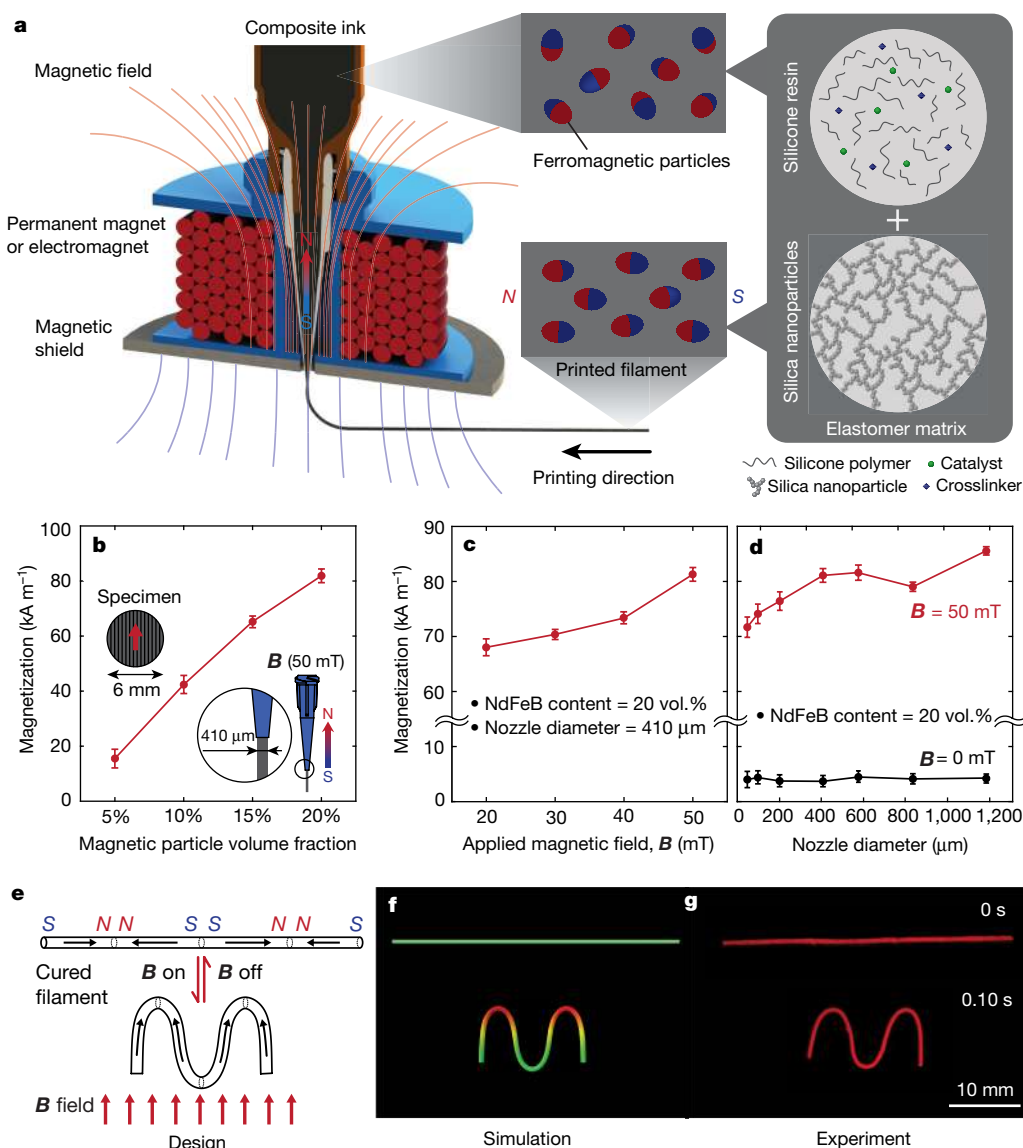 a
Composite ink
Magnetic field
Ferromagnetic particles
Silicone resin
Permanent magnet
or electromagnet
N
S
+
N
S
Silica nanoparticles
Magnetic
shield
Printed filament
Elastomer matrix
Printing direction
Silicone polymer
Catalyst
Silica nanoparticle
Crosslinker
b
Magnetization (kA m⁻¹)
100
80
60
40
20
0
Specimen
6 mm
B (50 mT)
410 μm
N
S
5%
10%
15%
20%
Magnetic particle volume fraction
c
Magnetization (kA m⁻¹)
90
80
70
60
5
0
• NdFeB content = 20 vol.%
• Nozzle diameter = 410 μm
20
30
40
50
Applied magnetic field, B (mT)
d
B = 50 mT
• NdFeB content = 20 vol.%
B = 0 mT
0
200
400
600
800
1,000
1,200
Nozzle diameter (μm)
e
S N N S S N N S
Cured
filament
B on
B off
B field
Design
f
Simulation
g
0 s
0.10 s
10 mm
Experiment